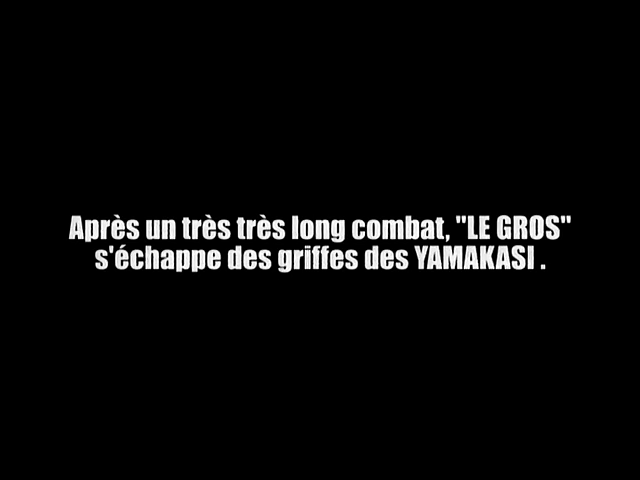 Après un très très long combat, "LE GROS"
s'échappe des griffes des YAMAKASI .